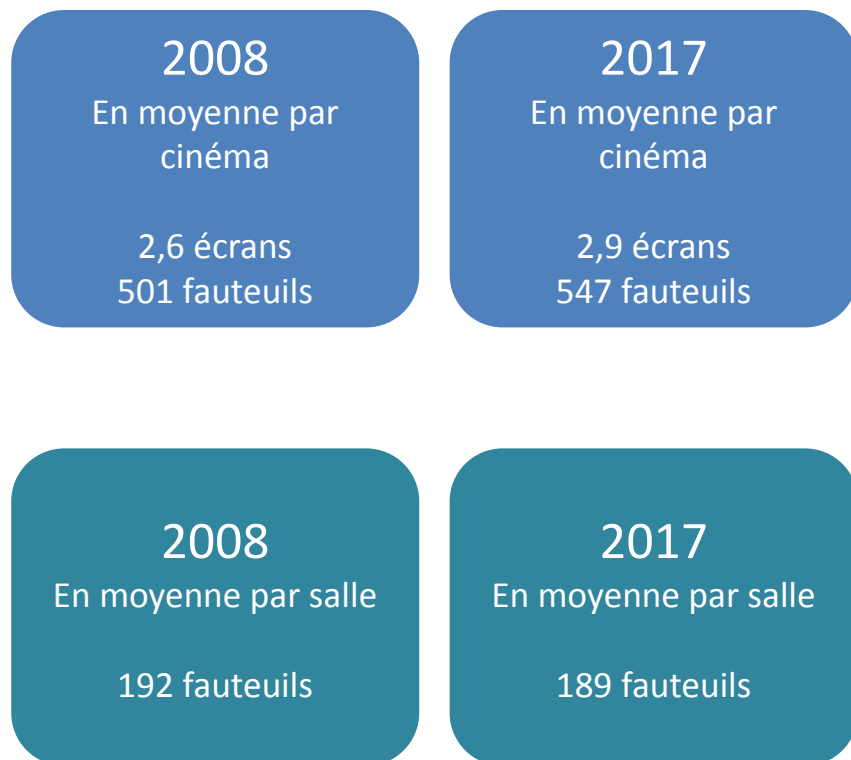 2008
En moyenne par
cinéma
2,6 écrans
501 fauteuils
2017
En moyenne par
cinéma
2,9 écrans
547 fauteuils
2008
En moyenne par salle
192 fauteuils
2017
En moyenne par salle
189 fauteuils